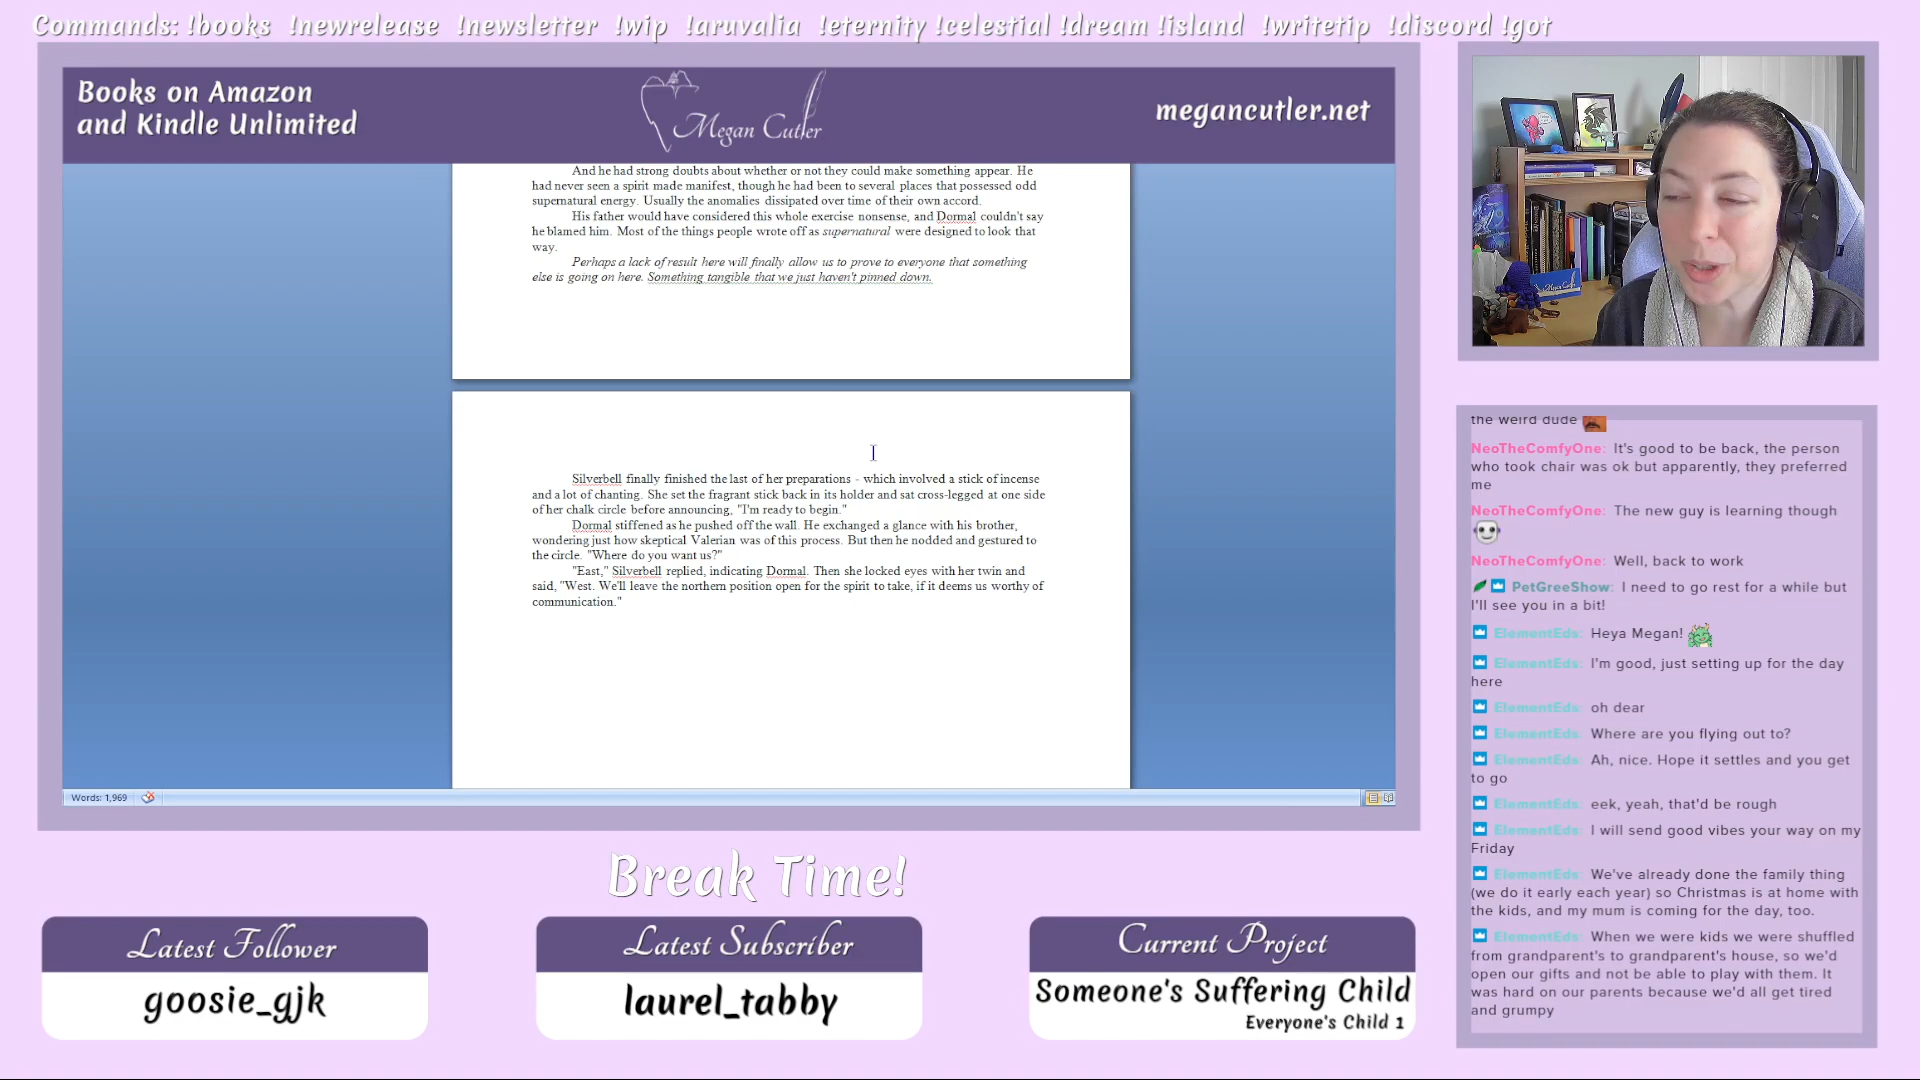 Commands: !books !newrelease !newsletter !wip !aruvalia !eternity !celestial !dream !island !writetip !discord !got
Books on Amazon
and Kindle Unlimited
Megan Cutler
megancutler.net
And he had strong doubts about whether or not they could make something appear. He
had never seen a spirit made manifest, though he had been to several places that possessed odd
supernatural energy. Usually the anomalies dissipated over time of their own accord.
His father would have considered this whole exercise nonsense, and Dormal couldn't say
he blamed him. Most of the things people wrote off as supernatural were designed to look that
way.
Perhaps a lack of result here will finally allow us to prove to everyone that something
else is going on here. Something tangible that we just haven't pinned down.
Silverbell finally finished the last of her preparations - which involved a stick of incense
and a lot of chanting. She set the fragrant stick back in its holder and sat cross-legged at one side
of her chalk circle before announcing, "I'm ready to begin."
Dormal stiffened as he pushed off the wall. He exchanged a glance with his brother,
wondering just how skeptical Valerian was of this process. But then he nodded and gestured to
the circle. "Where do you want us?"
"East," Silverbell replied, indicating Dormal. Then she locked eyes with her twin and
said, "West. We'll leave the northern position open for the spirit to take, if it deems us worthy of
communication."
Words: 1,969
Break Time!
Latest Follower
goosie_gjk
Latest Subscriber
laurel_tabby
Current Project
Someone's Suffering Child
Everyone's Child 1
Megan Cutler
the weird dude
NeoTheComfyOne: It's good to be back, the person
who took chair was ok but apparently, they preferred
me
NeoTheComfyOne: The new guy is learning though
NeoTheComfyOne: Well, back to work
PetGreeShow: I need to go rest for a while but
I'll see you in a bit!
ElementEds: Heya Megan!
ElementEds: I'm good, just setting up for the day
here
ElementEds: oh dear
ElementEds: Where are you flying out to?
ElementEds: Ah, nice. Hope it settles and you get
to go
ElementEds: eek, yeah, that'd be rough
ElementEds: I will send good vibes your way on my
Friday
ElementEds: We've already done the family thing
(we do it early each year) so Christmas is at home with
the kids, and my mum is coming for the day, too.
ElementEds: When we were kids we were shuffled
from grandparent's to grandparent's house, so we'd
open our gifts and not be able to play with them. It
was hard on our parents because we'd all get tired
and grumpy